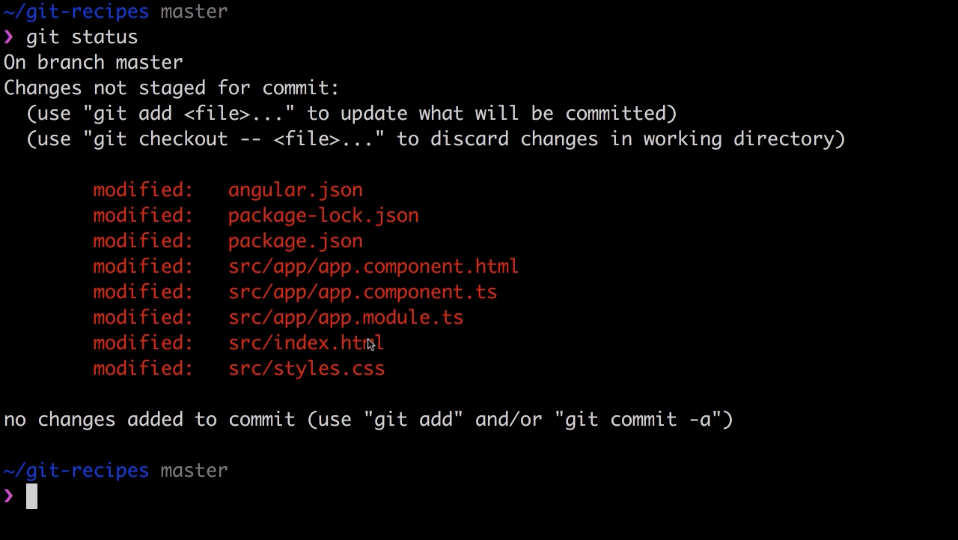 ~/git-recipes master
❯ git status
On branch master
Changes not staged for commit:
  (use "git add <file>..." to update what will be committed)
  (use "git checkout -- <file>..." to discard changes in working directory)
        modified:   angular.json
        modified:   package-lock.json
        modified:   package.json
        modified:   src/app/app.component.html
        modified:   src/app/app.component.ts
        modified:   src/app/app.module.ts
        modified:   src/index.html
        modified:   src/styles.css
no changes added to commit (use "git add" and/or "git commit -a")
~/git-recipes master
❯